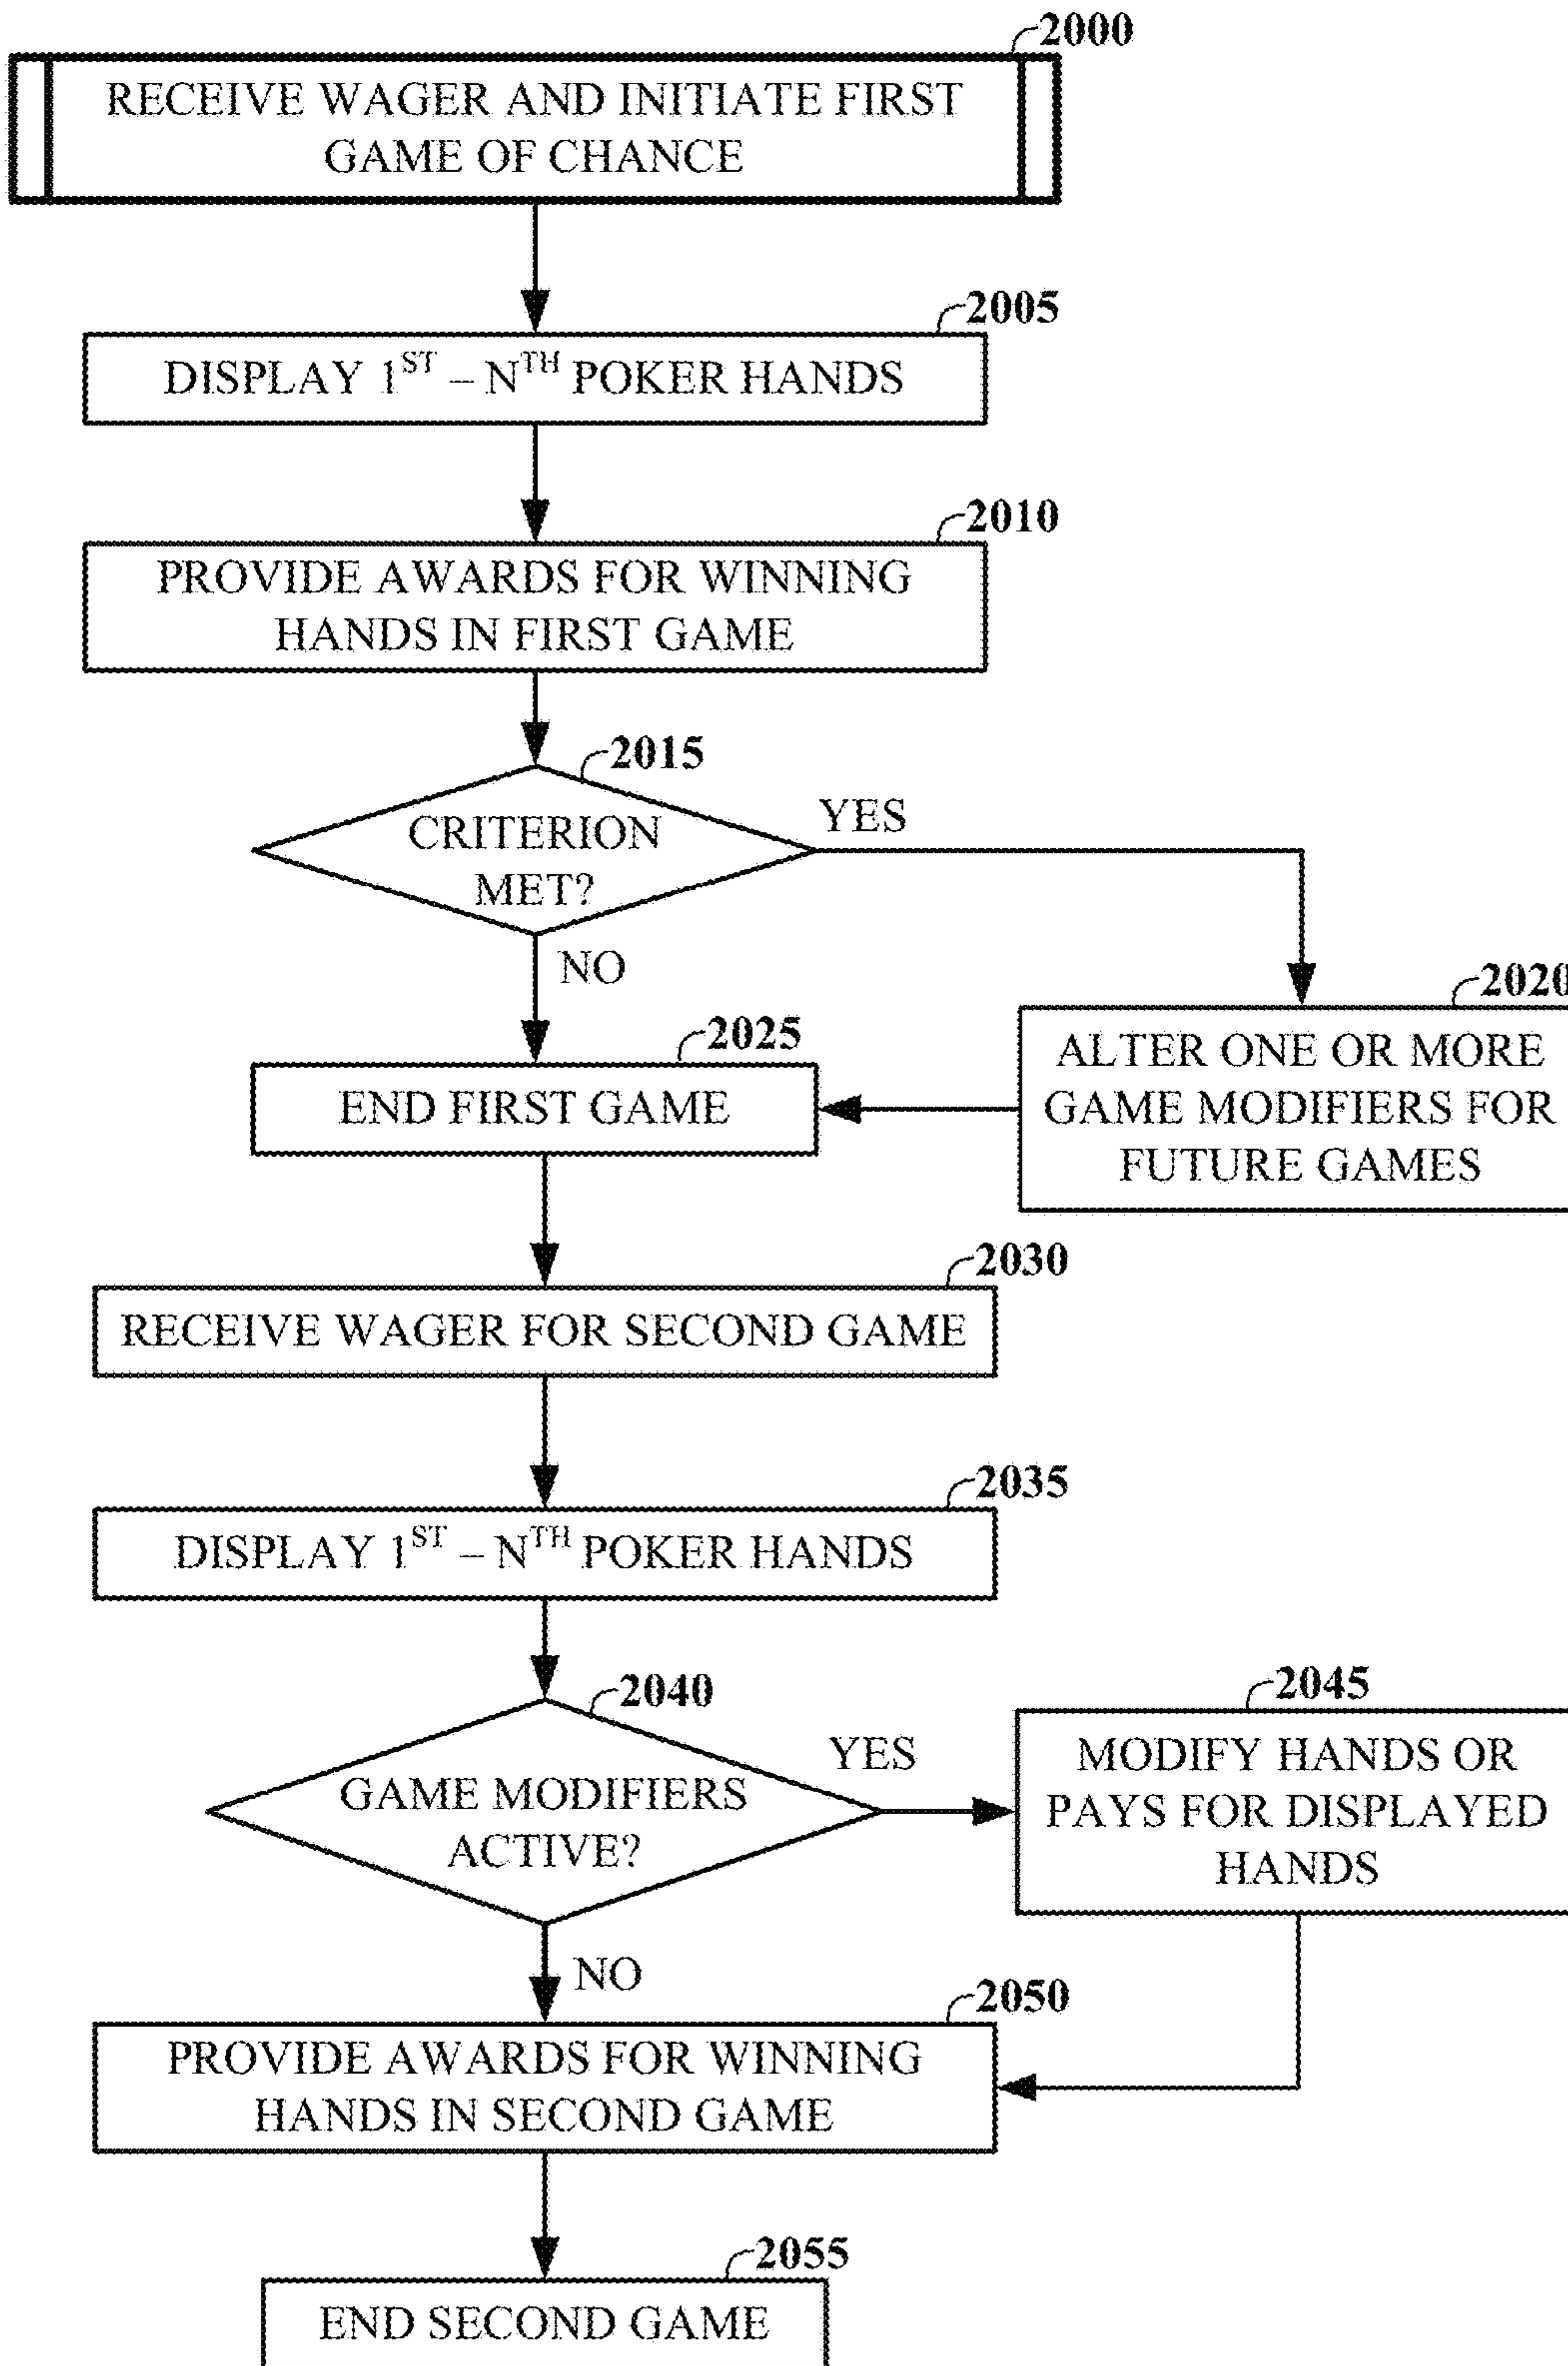 2000
RECEIVE WAGER AND INITIATE FIRST
GAME OF CHANCE
2005
DISPLAY 1ST – NTH POKER HANDS
2010
PROVIDE AWARDS FOR WINNING
HANDS IN FIRST GAME
2015
CRITERION
MET?
YES
NO
2020
ALTER ONE OR MORE
GAME MODIFIERS FOR
FUTURE GAMES
2025
END FIRST GAME
2030
RECEIVE WAGER FOR SECOND GAME
2035
DISPLAY 1ST – NTH POKER HANDS
2040
GAME MODIFIERS
ACTIVE?
YES
NO
2045
MODIFY HANDS OR
PAYS FOR DISPLAYED
HANDS
2050
PROVIDE AWARDS FOR WINNING
HANDS IN SECOND GAME
2055
END SECOND GAME